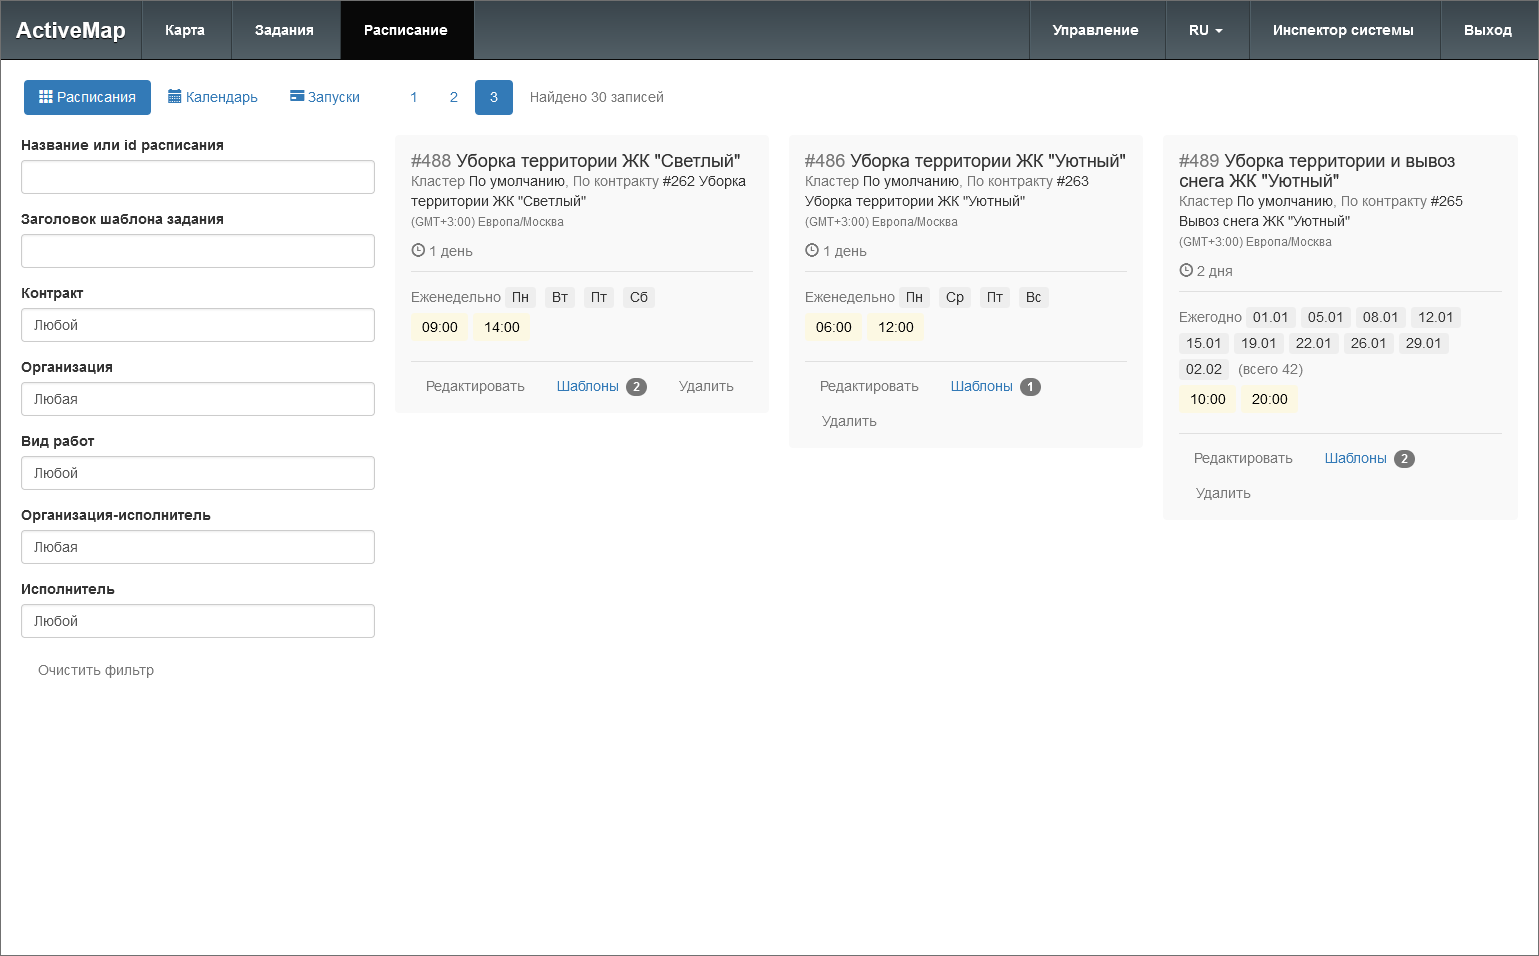 ActiveMap Карта Задания Расписание Управление RU Инспектор системы Выход
Расписания Календарь Запуски 1 2 3 Найдено 30 записей
Название или id расписания
Заголовок шаблона задания
Контракт
Любой
Организация
Любая
Вид работ
Любой
Организация-исполнитель
Любая
Исполнитель
Любой
Очистить фильтр
#488 Уборка территории ЖК "Светлый"
Кластер По умолчанию, По контракту #262 Уборка
территории ЖК "Светлый"
(GMT+3:00) Европа/Москва
1 день
Еженедельно Пн Вт Пт Сб
09:00 14:00
Редактировать Шаблоны 2 Удалить
#486 Уборка территории ЖК "Уютный"
Кластер По умолчанию, По контракту #263
Уборка территории ЖК "Уютный"
(GMT+3:00) Европа/Москва
1 день
Еженедельно Пн Ср Пт Вс
06:00 12:00
Редактировать Шаблоны 1
Удалить
#489 Уборка территории и вывоз
снега ЖК "Уютный"
Кластер По умолчанию, По контракту #265
Вывоз снега ЖК "Уютный"
(GMT+3:00) Европа/Москва
2 дня
Ежегодно 01.01 05.01 08.01 12.01
15.01 19.01 22.01 26.01 29.01
02.02 (всего 42)
10:00 20:00
Редактировать Шаблоны 2
Удалить